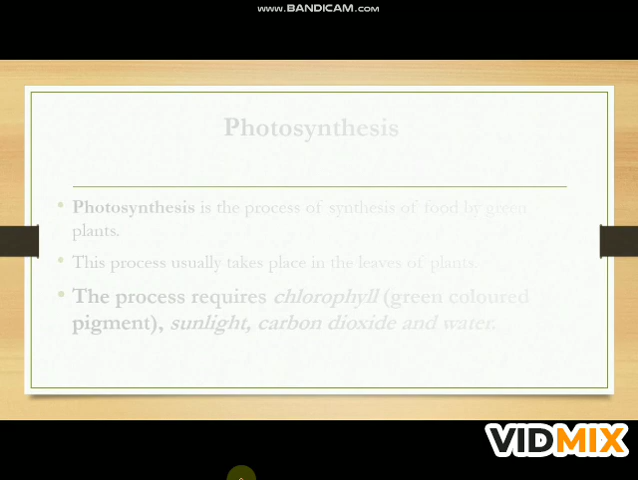 www.BANDICAM.com
Photosynthesis
• Photosynthesis is the process of synthesis of food by green
plants.
• This process usually takes place in the leaves of plants.
• The process requires chlorophyll (green coloured
pigment), sunlight, carbon dioxide and water.
VIDMIX